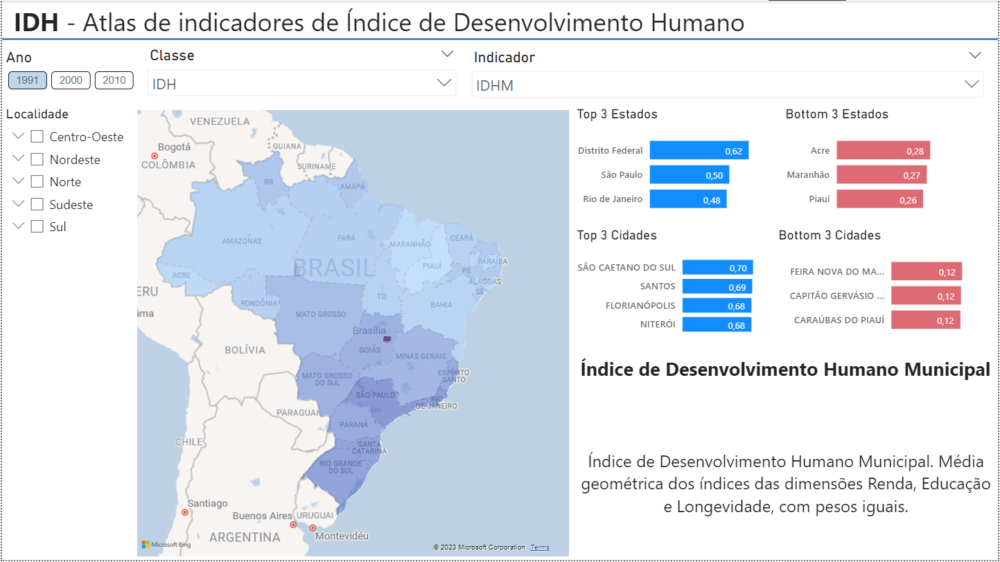 IDH - Atlas de indicadores de Índice de Desenvolvimento Humano
Ano
1991
2000
2010
Classe
IDH
Indicador
IDHM
Localidade
Centro-Oeste
Nordeste
Norte
Sudeste
Sul
VENEZUELA
Bogotá
COLÔMBIA
GUIANA
SURINAME
RR
AMAPÁ
AMAZONAS
PARÁ
MARANHÃO
CEARÁ
BRASIL
PIAUÍ
PARAÍBA
PE
ACRE
ALAGOAS
SE
ERU
TO
RONDÔNIA
BAHIA
ima
MATO GROSSO
Brasília
BOLÍVIA
GOIÁS
MINAS GERAIS
MATO GROSSO
DO SUL
ESPÍRITO
SANTO
SÃO PAULO
RIO
DE JANEIRO
PARAGUAI
PARANÁ
CHILE
SANTA
CATARINA
RIO GRANDE
DO SUL
Santiago
Buenos Aires
URUGUAI
Montevidéu
ARGENTINA
Microsoft Bing
© 2023 Microsoft Corporation Terms
Top 3 Estados
Distrito Federal 0,62
São Paulo 0,50
Rio de Janeiro 0,48
Bottom 3 Estados
Acre 0,28
Maranhão 0,27
Piauí 0,26
Top 3 Cidades
SÃO CAETANO DO SUL 0,70
SANTOS 0,69
FLORIANÓPOLIS 0,68
NITERÓI 0,68
Bottom 3 Cidades
FEIRA NOVA DO MA... 0,12
CAPITÃO GERVÁSIO ... 0,12
CARAÚBAS DO PIAUÍ 0,12
Índice de Desenvolvimento Humano Municipal
Índice de Desenvolvimento Humano Municipal. Média
geométrica dos índices das dimensões Renda, Educação
e Longevidade, com pesos iguais.